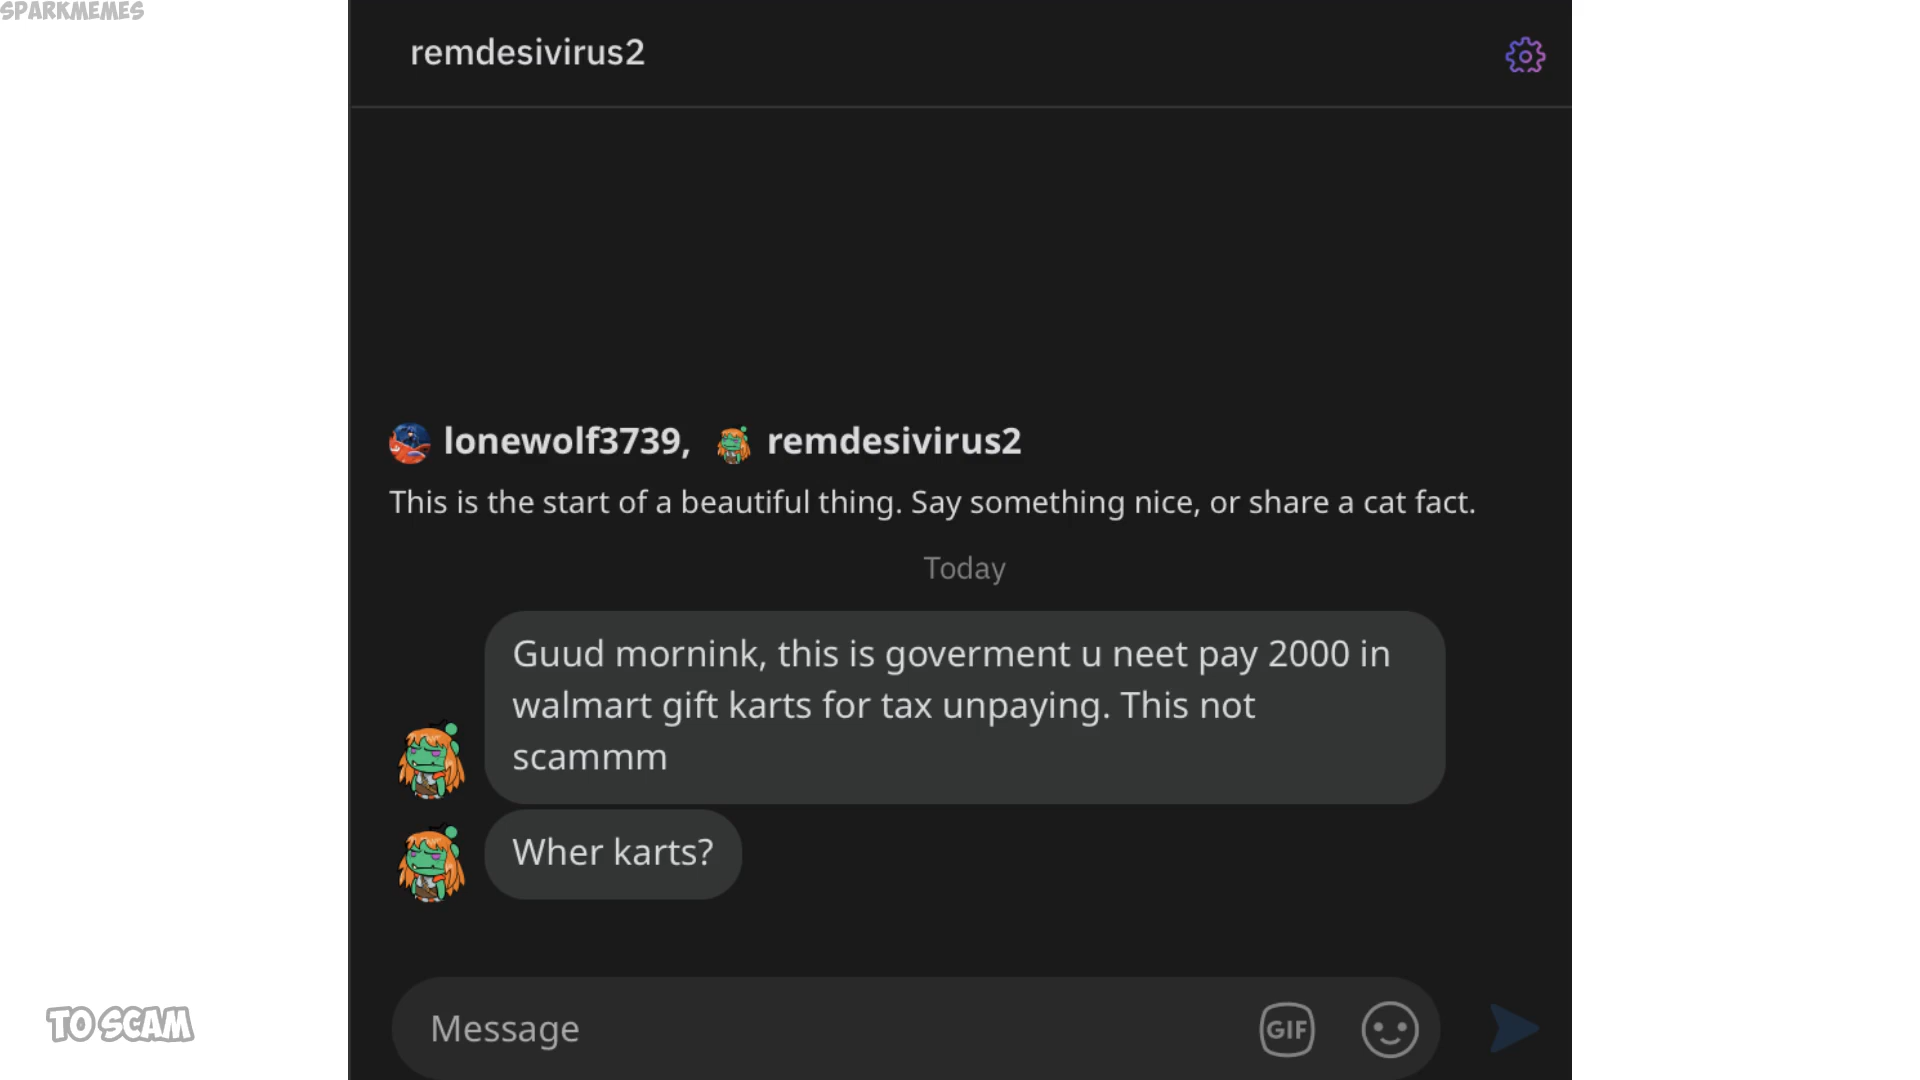 SPARKMEMES
remdesivirus2
lonewolf3739, remdesivirus2
This is the start of a beautiful thing. Say something nice, or share a cat fact.
Today
Guud mornink, this is goverment u neet pay 2000 in
walmart gift karts for tax unpaying. This not
scammm
Wher karts?
Message
GIF
TO SCAM